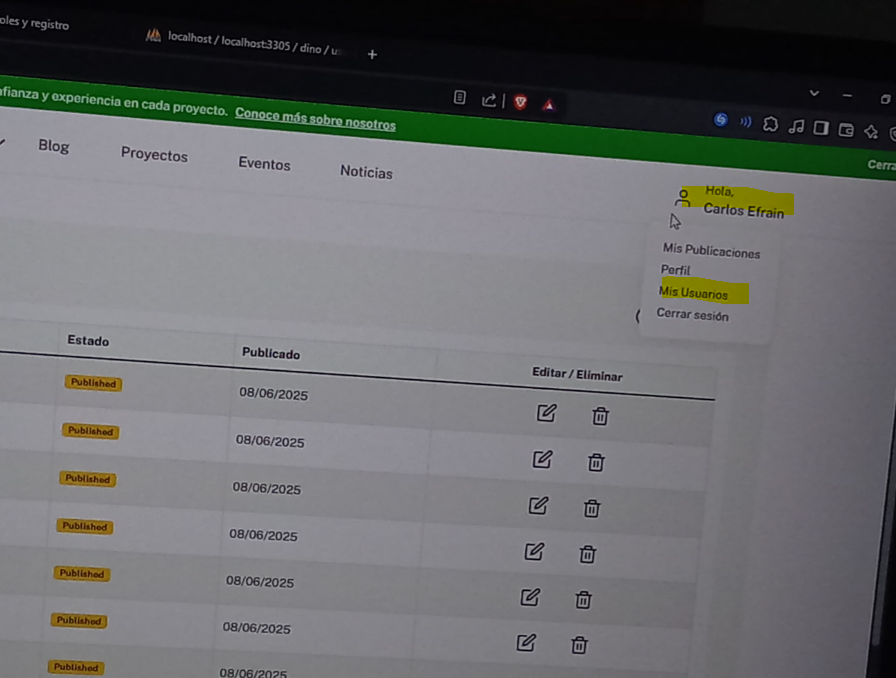 oles y registro
localhost / localhost:3305 / dino / u
+
nfianza y experiencia en cada proyecto. Conoce más sobre nosotros
Cerra
Blog Proyectos Eventos Noticias
Hola,
Carlos Efrain
Mis Publicaciones
Perfil
Mis Usuarios
Cerrar sesión
Estado Publicado Editar / Eliminar
Published 08/06/2025
Published 08/06/2025
Published 08/06/2025
Published 08/06/2025
Published 08/06/2025
Published 08/06/2025
Published 08/06/2025